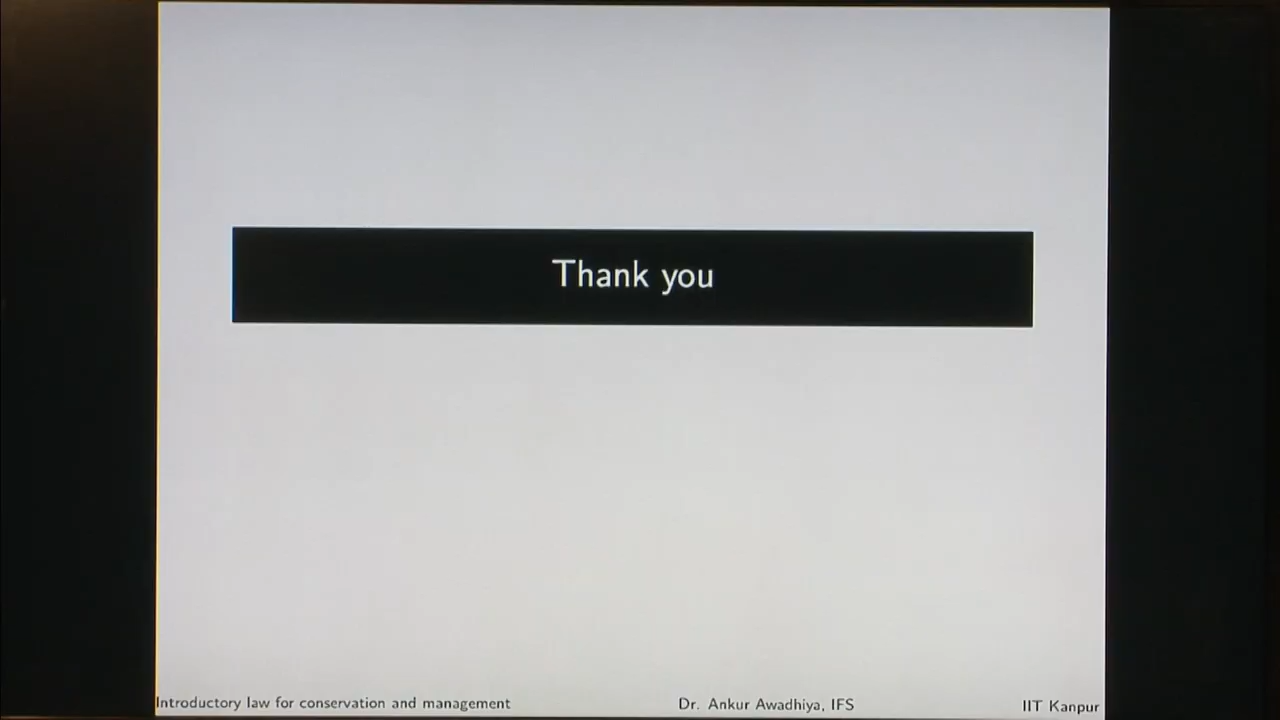 Thank you
Introductory law for conservation and management Dr. Ankur Awadhiya, IFS IIT Kanpur